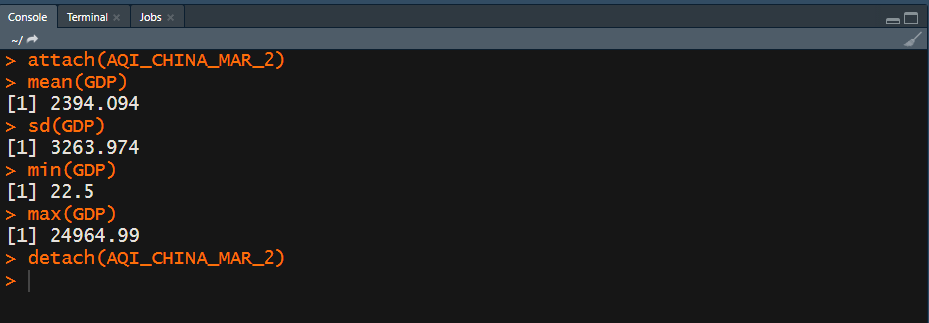 Console Terminal Jobs
~/
> attach(AQI_CHINA_MAR_2)
> mean(GDP)
[1] 2394.094
> sd(GDP)
[1] 3263.974
> min(GDP)
[1] 22.5
> max(GDP)
[1] 24964.99
> detach(AQI_CHINA_MAR_2)
>